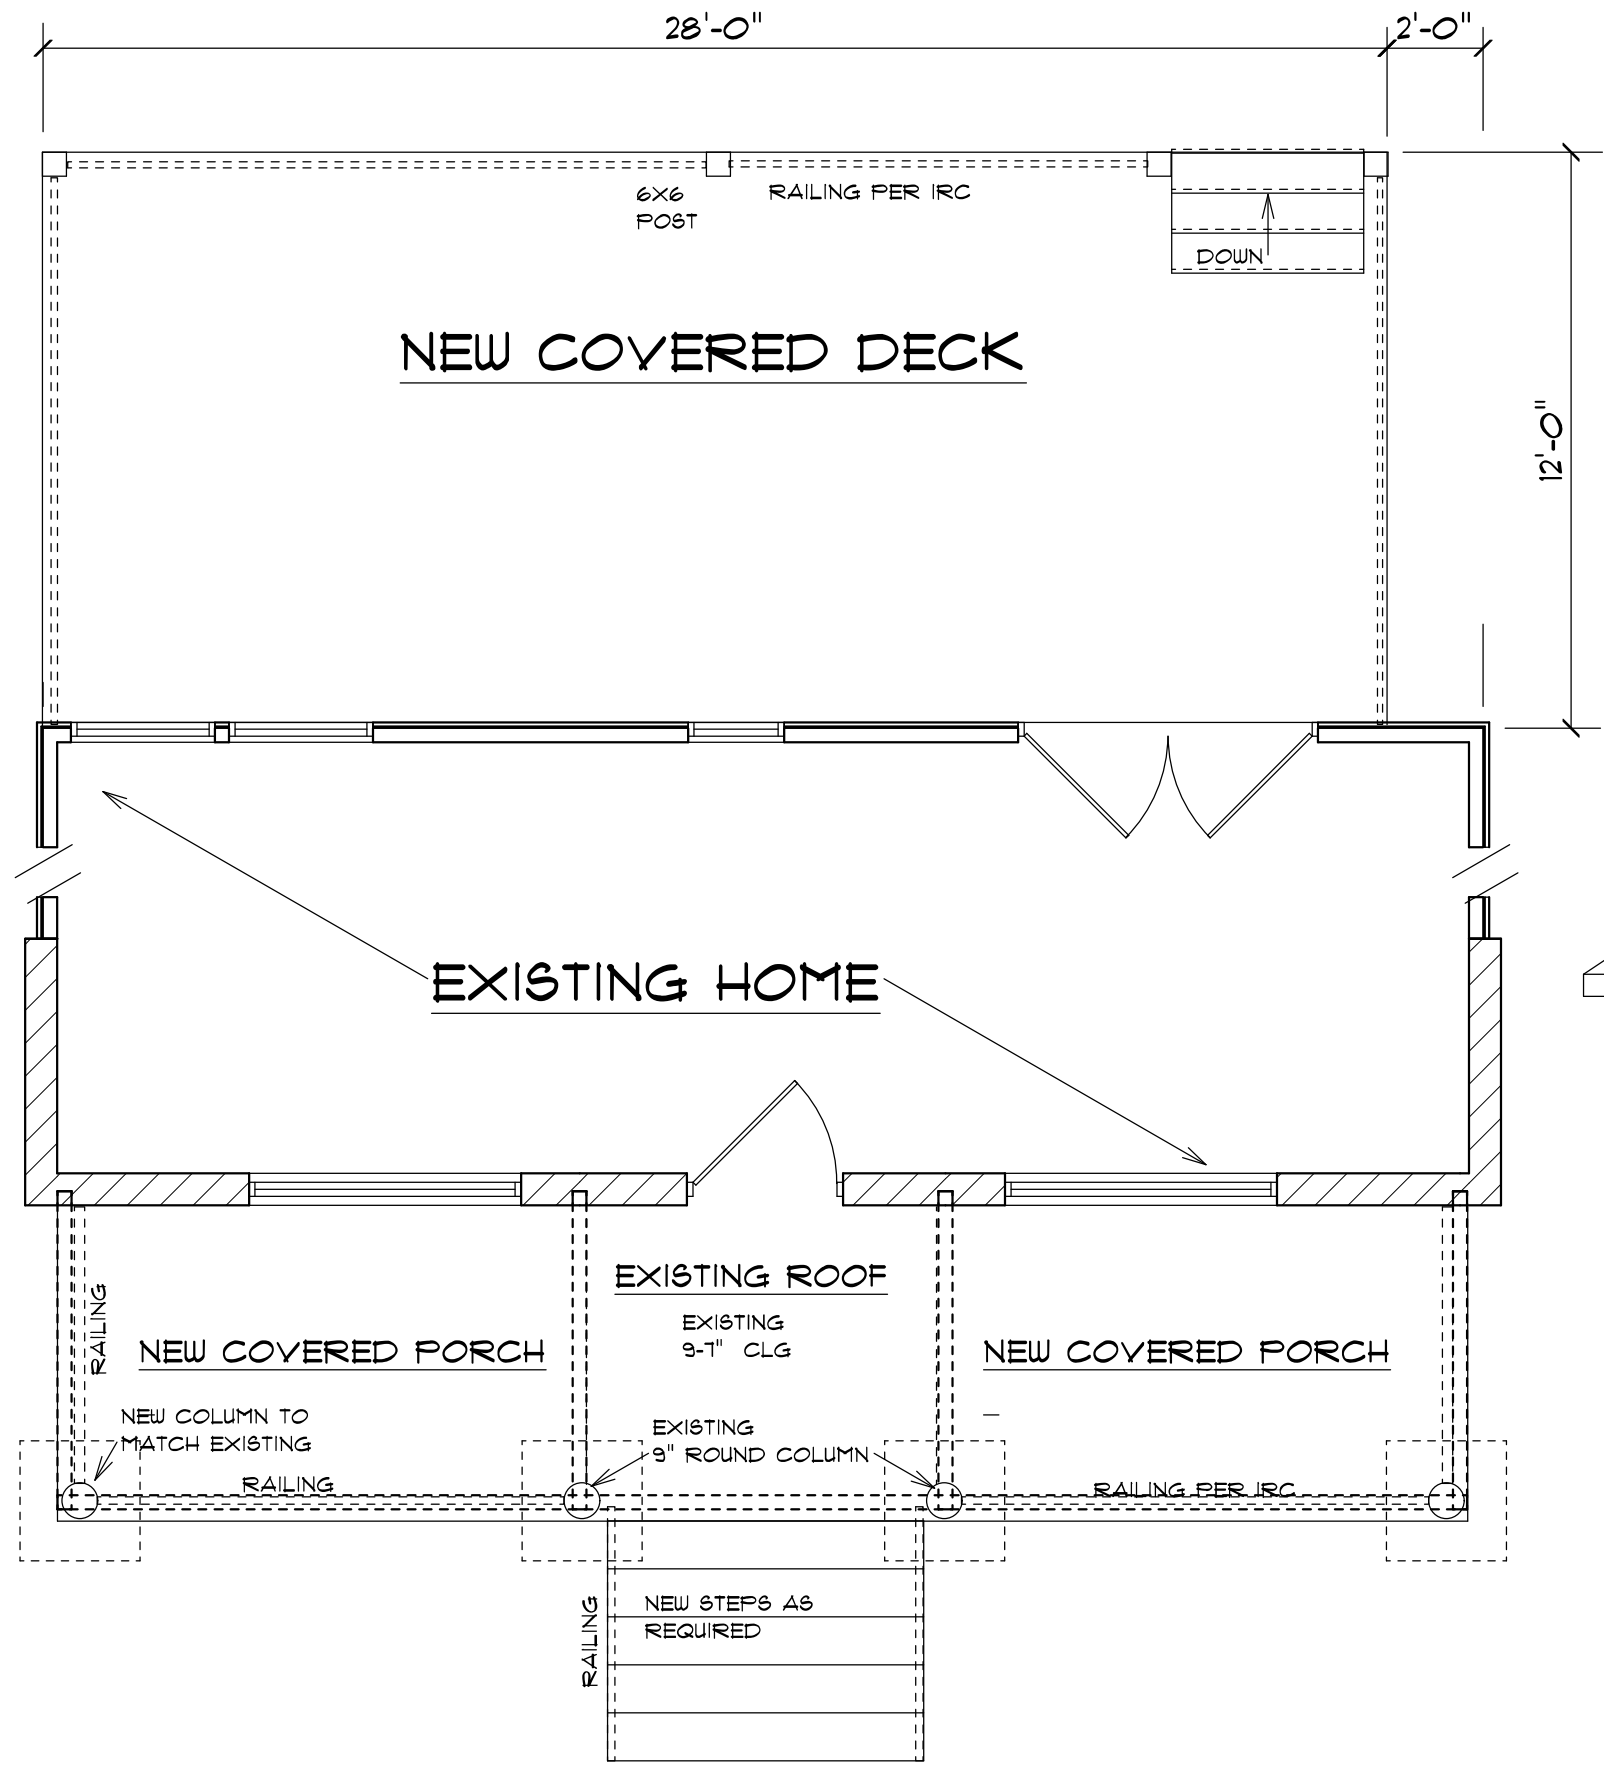 28'-0"
2'-0"
6X6
POST
RAILING PER IRC
DOWN
NEW COVERED DECK
12'-0"
EXISTING HOME
EXISTING ROOF
EXISTING
9-7" CLG
RAILING
NEW COVERED PORCH
NEW COVERED PORCH
NEW COLUMN TO
MATCH EXISTING
EXISTING
9" ROUND COLUMN
RAILING
RAILING PER IRC
RAILING
NEW STEPS AS
REQUIRED